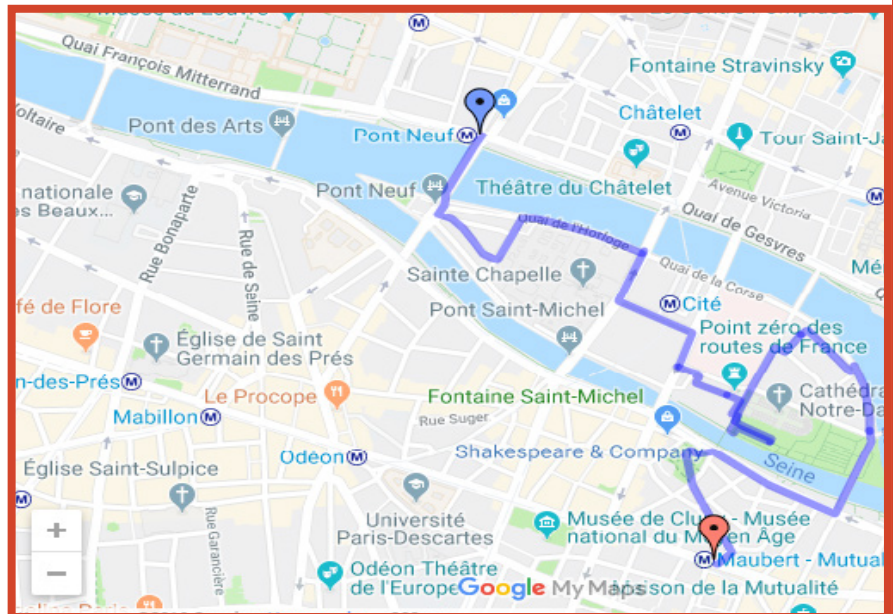 Quai François Mitterrand
Fontaine Stravinsky
Voltaire
Pont des Arts
Pont Neuf
Châtelet
Tour Saint-Ja
nationale
es Beaux...
Pont Neuf
Théâtre du Châtelet
Avenue Victoria
Rue Bonaparte
Rue de Seine
Quai de l'Horloge
Quai de Gesvres
Quai de la Corse
Mé
Sainte Chapelle
Cité
fé de Flore
Pont Saint-Michel
Point zéro des
routes de France
Église de Saint
Germain des Prés
n-des-Prés
Le Procope
Fontaine Saint-Michel
Cathédra
Notre-Da
Mabillon
Rue Suger
Odéon
Shakespeare & Company
Seine
Église Saint-Sulpice
Rue Garancière
Université
Paris-Descartes
Musée de Cluny - Musée
national du Moyen Âge
Maubert - Mutual
Odéon Théâtre
de l'Europe
Google My Maps
ison de la Mutualité
+
−